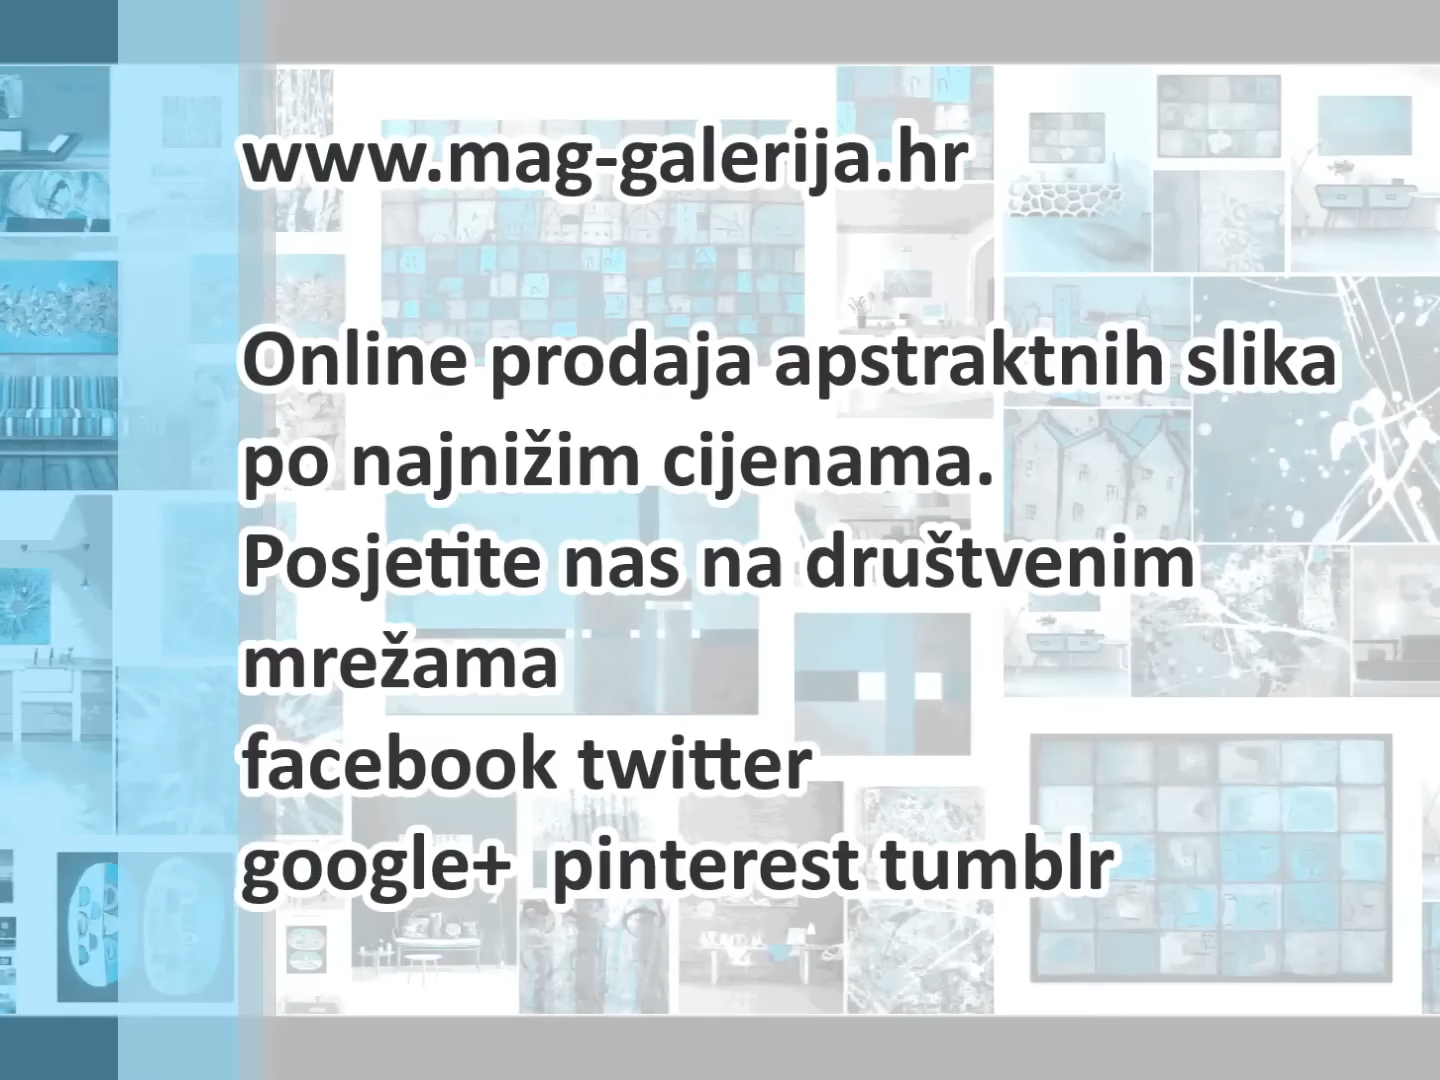 www.mag-galerija.hr
Online prodaja apstraktnih slika
po najnižim cijenama.
Posjetite nas na društvenim
mrežama
facebook twitter
google+  pinterest tumblr